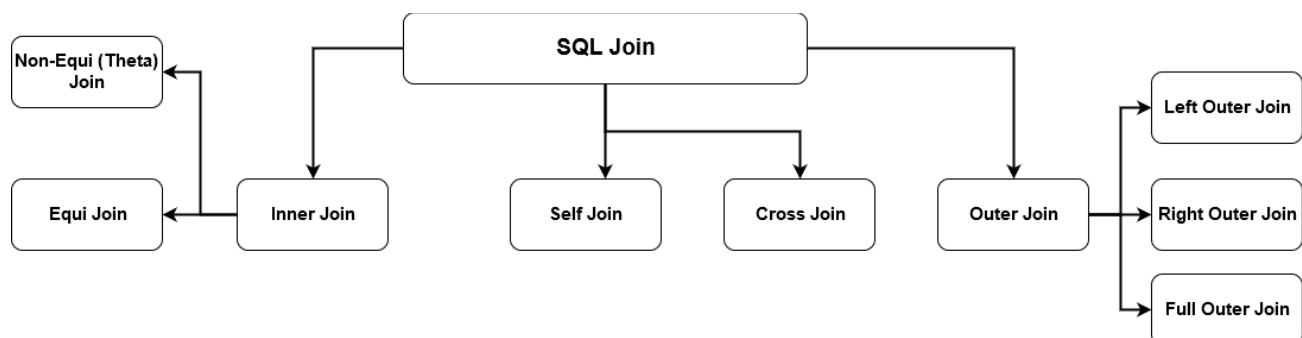 SQL Join
Non-Equi (Theta)
Join
Left Outer Join
Equi Join
Inner Join
Self Join
Cross Join
Outer Join
Right Outer Join
Full Outer Join